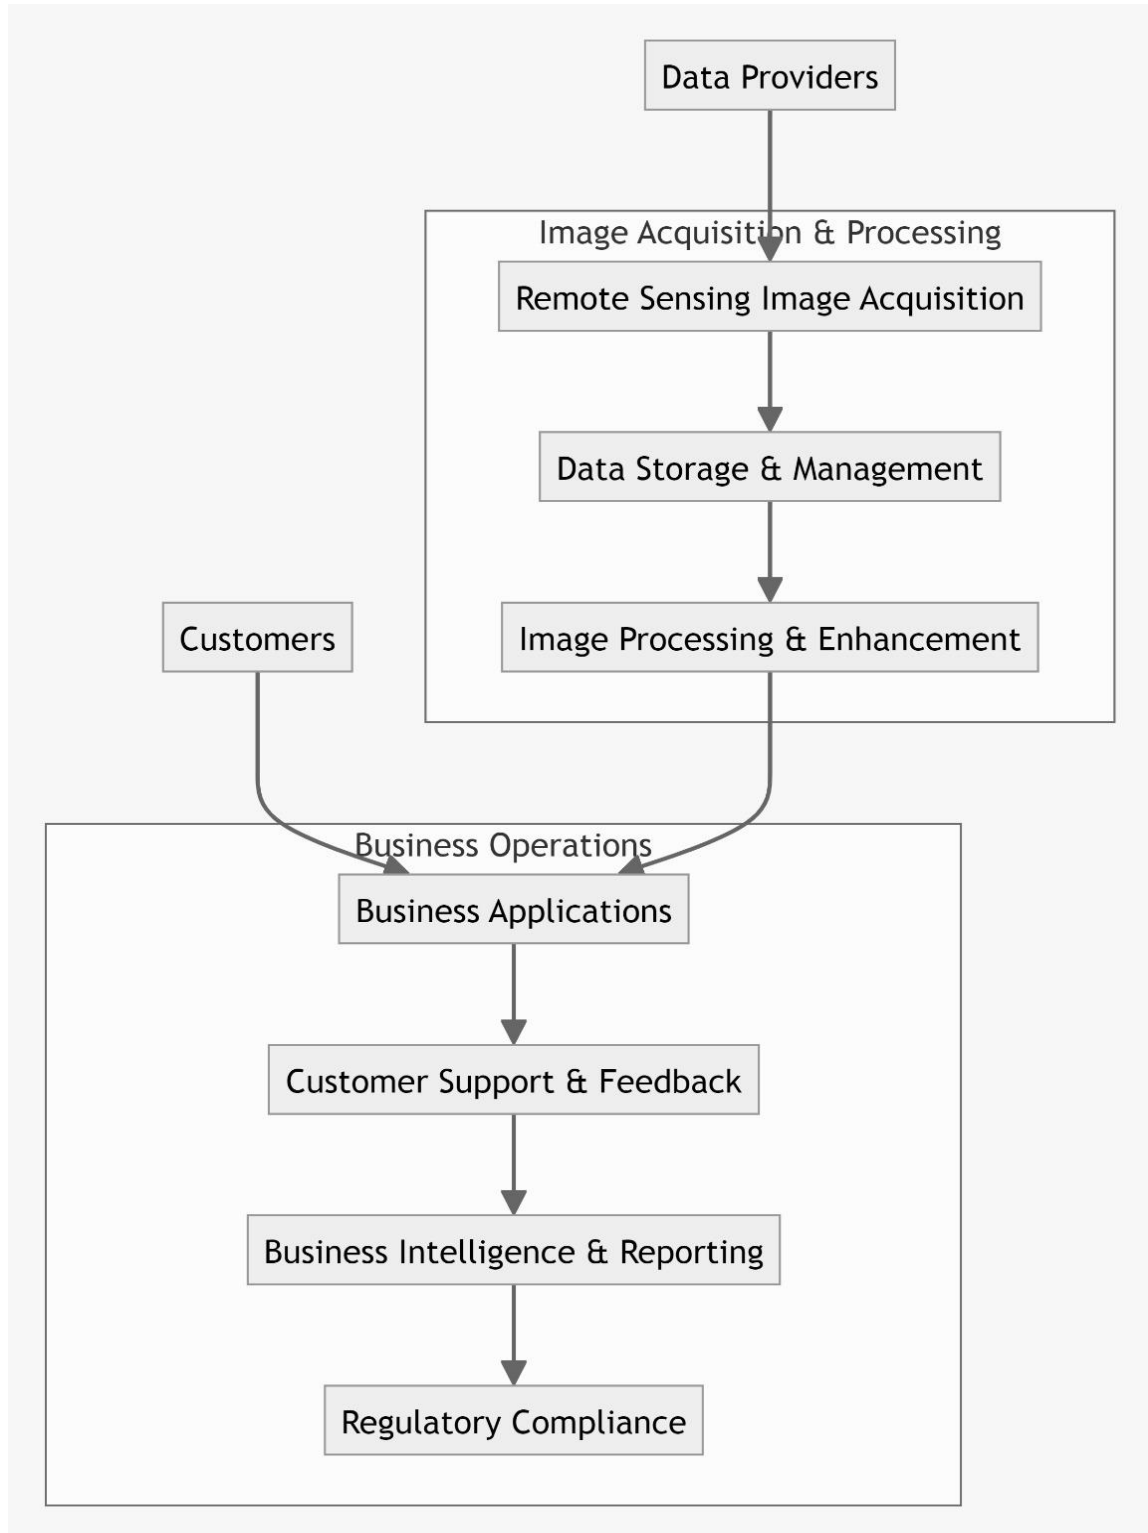 Data Providers
Image Acquisition & Processing
Remote Sensing Image Acquisition
Data Storage & Management
Customers
Image Processing & Enhancement
Business Operations
Business Applications
Customer Support & Feedback
Business Intelligence & Reporting
Regulatory Compliance